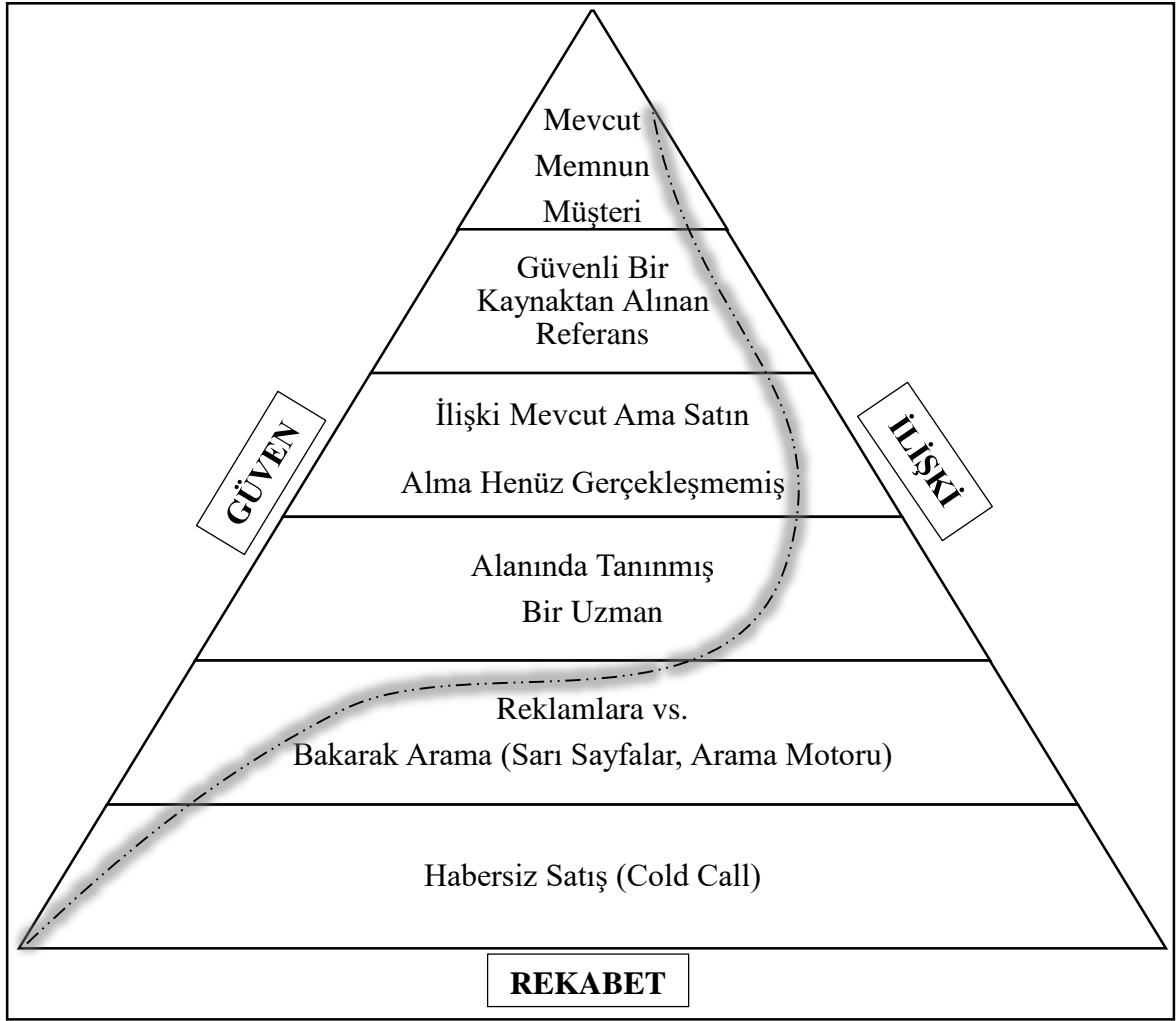 Mevcut
Memnun
Müşteri
Güvenli Bir
Kaynaktan Alınan
Referans
GÜVEN
İLİŞKİ
İlişki Mevcut Ama Satın
Alma Henüz Gerçekleşmemiş
Alanında Tanınmış
Bir Uzman
Reklamlara vs.
Bakarak Arama (Sarı Sayfalar, Arama Motoru)
Habersiz Satış (Cold Call)
REKABET